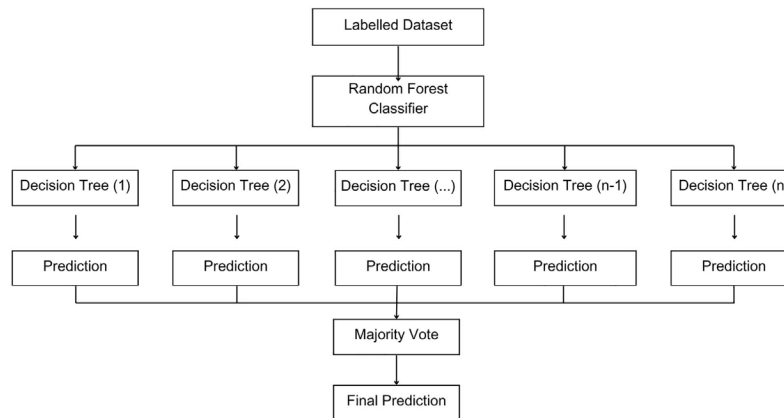 Labelled Dataset
Random Forest
Classifier
Decision Tree (1)
Decision Tree (2)
Decision Tree (...)
Decision Tree (n-1)
Decision Tree (n
Prediction
Prediction
Prediction
Prediction
Prediction
Majority Vote
Final Prediction